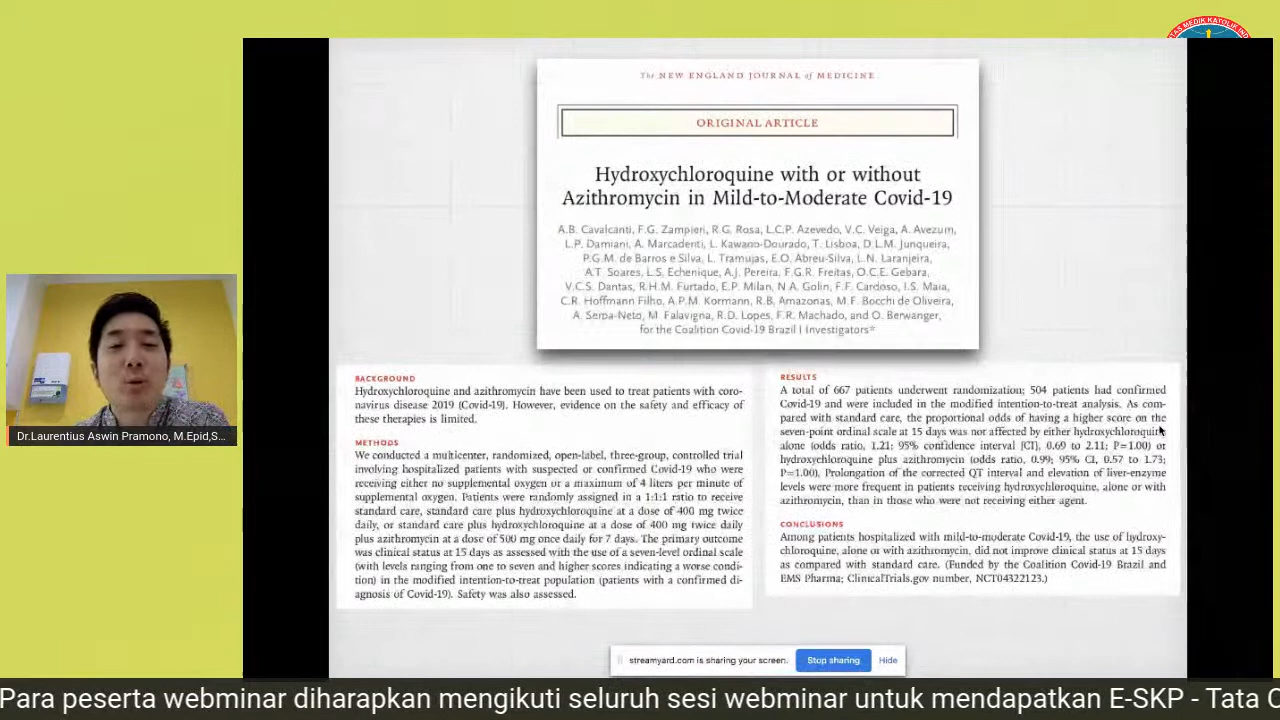 TAS MEDIK KATOLIK IND
The NEW ENGLAND JOURNAL of MEDICINE
ORIGINAL ARTICLE
Hydroxychloroquine with or without
Azithromycin in Mild-to-Moderate Covid-19
A.B. Cavalcanti, F.G. Zampieri, R.G. Rosa, L.C.P. Azevedo, V.C. Veiga, A. Avezum,
L.P. Damiani, A. Marcadenti, L. Kawano-Dourado, T. Lisboa, D.L.M. Junqueira,
P.G.M. de Barros e Silva, L. Tramujas, E.O. Abreu-Silva, L.N. Laranjeira,
A.T. Soares, L.S. Echenique, A.J. Pereira, F.G.R. Freitas, O.C.E. Gebara,
V.C.S. Dantas, R.H.M. Furtado, E.P. Milan, N.A. Golin, F.F. Cardoso, I.S. Maia,
C.R. Hoffmann Filho, A.P.M. Kormann, R.B. Amazonas, M.F. Bocchi de Oliveira,
A. Serpa-Neto, M. Falavigna, R.D. Lopes, F.R. Machado, and O. Berwanger,
for the Coalition Covid-19 Brazil I Investigators*
BACKGROUND
Hydroxychloroquine and azithromycin have been used to treat patients with coro-
navirus disease 2019 (Covid-19). However, evidence on the safety and efficacy of
these therapies is limited.
METHODS
We conducted a multicenter, randomized, open-label, three-group, controlled trial
involving hospitalized patients with suspected or confirmed Covid-19 who were
receiving either no supplemental oxygen or a maximum of 4 liters per minute of
supplemental oxygen. Patients were randomly assigned in a 1:1:1 ratio to receive
standard care, standard care plus hydroxychloroquine at a dose of 400 mg twice
daily, or standard care plus hydroxychloroquine at a dose of 400 mg twice daily
plus azithromycin at a dose of 500 mg once daily for 7 days. The primary outcome
was clinical status at 15 days as assessed with the use of a seven-level ordinal scale
(with levels ranging from one to seven and higher scores indicating a worse condi-
tion) in the modified intention-to-treat population (patients with a confirmed di-
agnosis of Covid-19). Safety was also assessed.
RESULTS
A total of 667 patients underwent randomization; 504 patients had confirmed
Covid-19 and were included in the modified intention-to-treat analysis. As com-
pared with standard care, the proportional odds of having a higher score on the
seven-point ordinal scale at 15 days was not affected by either hydroxychloroquine
alone (odds ratio, 1.21; 95% confidence interval [CI], 0.69 to 2.11; P=1.00) or
hydroxychloroquine plus azithromycin (odds ratio, 0.99; 95% CI, 0.57 to 1.73;
P=1.00). Prolongation of the corrected QT interval and elevation of liver-enzyme
levels were more frequent in patients receiving hydroxychloroquine, alone or with
azithromycin, than in those who were not receiving either agent.
CONCLUSIONS
Among patients hospitalized with mild-to-moderate Covid-19, the use of hydroxy-
chloroquine, alone or with azithromycin, did not improve clinical status at 15 days
as compared with standard care. (Funded by the Coalition Covid-19 Brazil and
EMS Pharma; ClinicalTrials.gov number, NCT04322123.)
Dr.Laurentius Aswin Pramono, M.Epid,S...
streamyard.com is sharing your screen. Stop sharing Hide
Para peserta webminar diharapkan mengikuti seluruh sesi webminar untuk mendapatkan E-SKP - Tata C